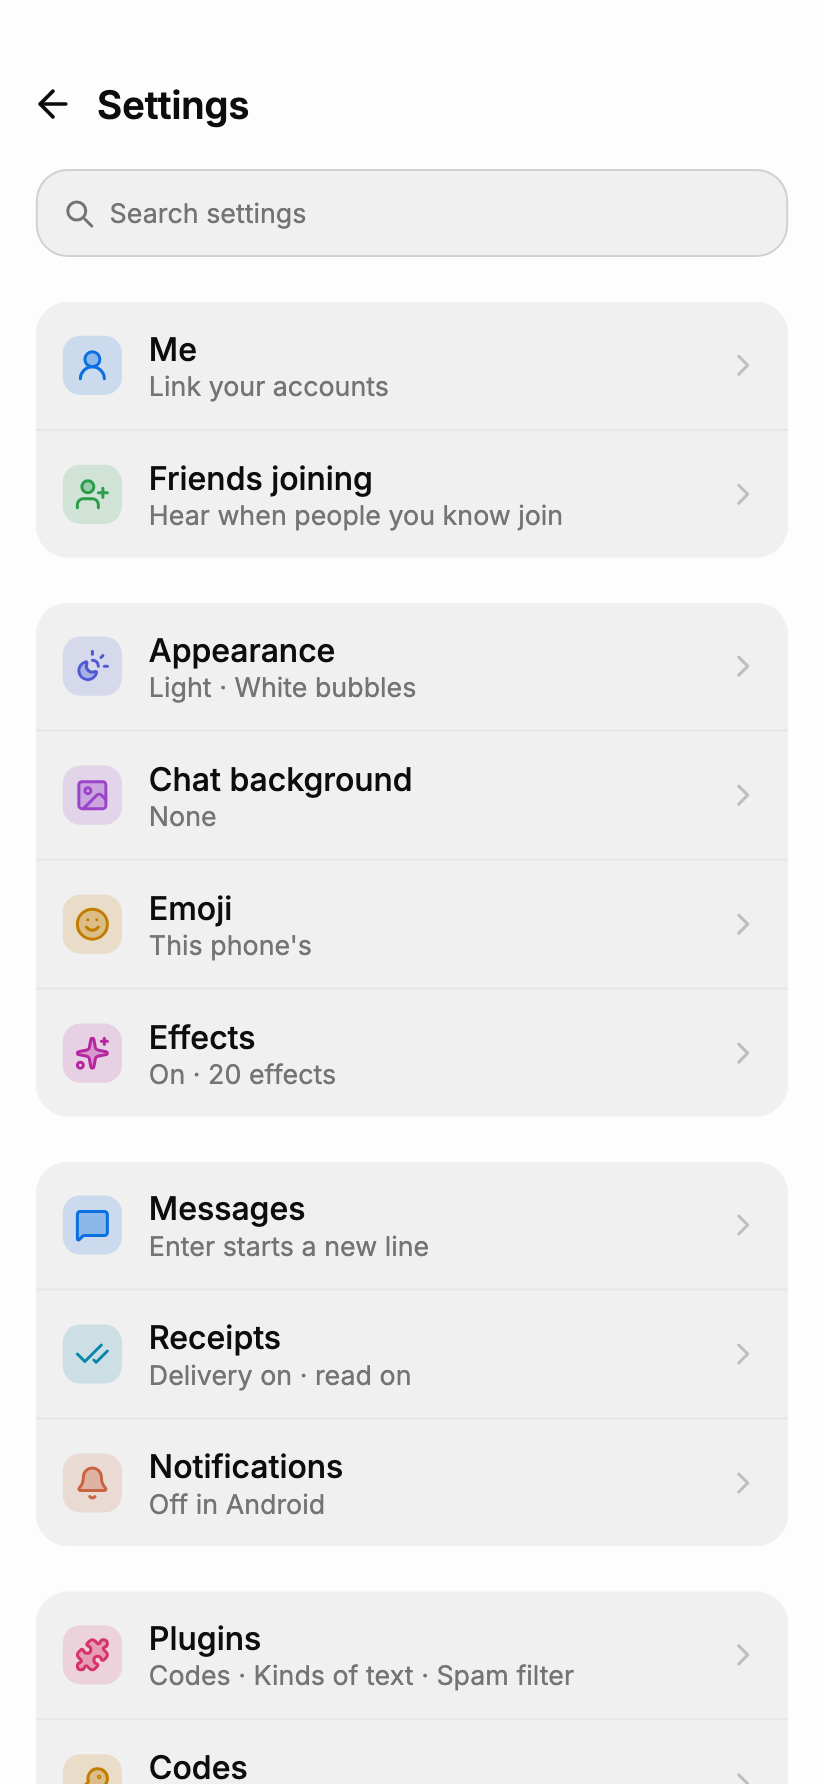 Settings
Search settings
Me
Link your accounts
Friends joining
Hear when people you know join
Appearance
Light · White bubbles
Chat background
None
Emoji
This phone's
Effects
On · 20 effects
Messages
Enter starts a new line
Receipts
Delivery on · read on
Notifications
Off in Android
Plugins
Codes · Kinds of text · Spam filter
Codes